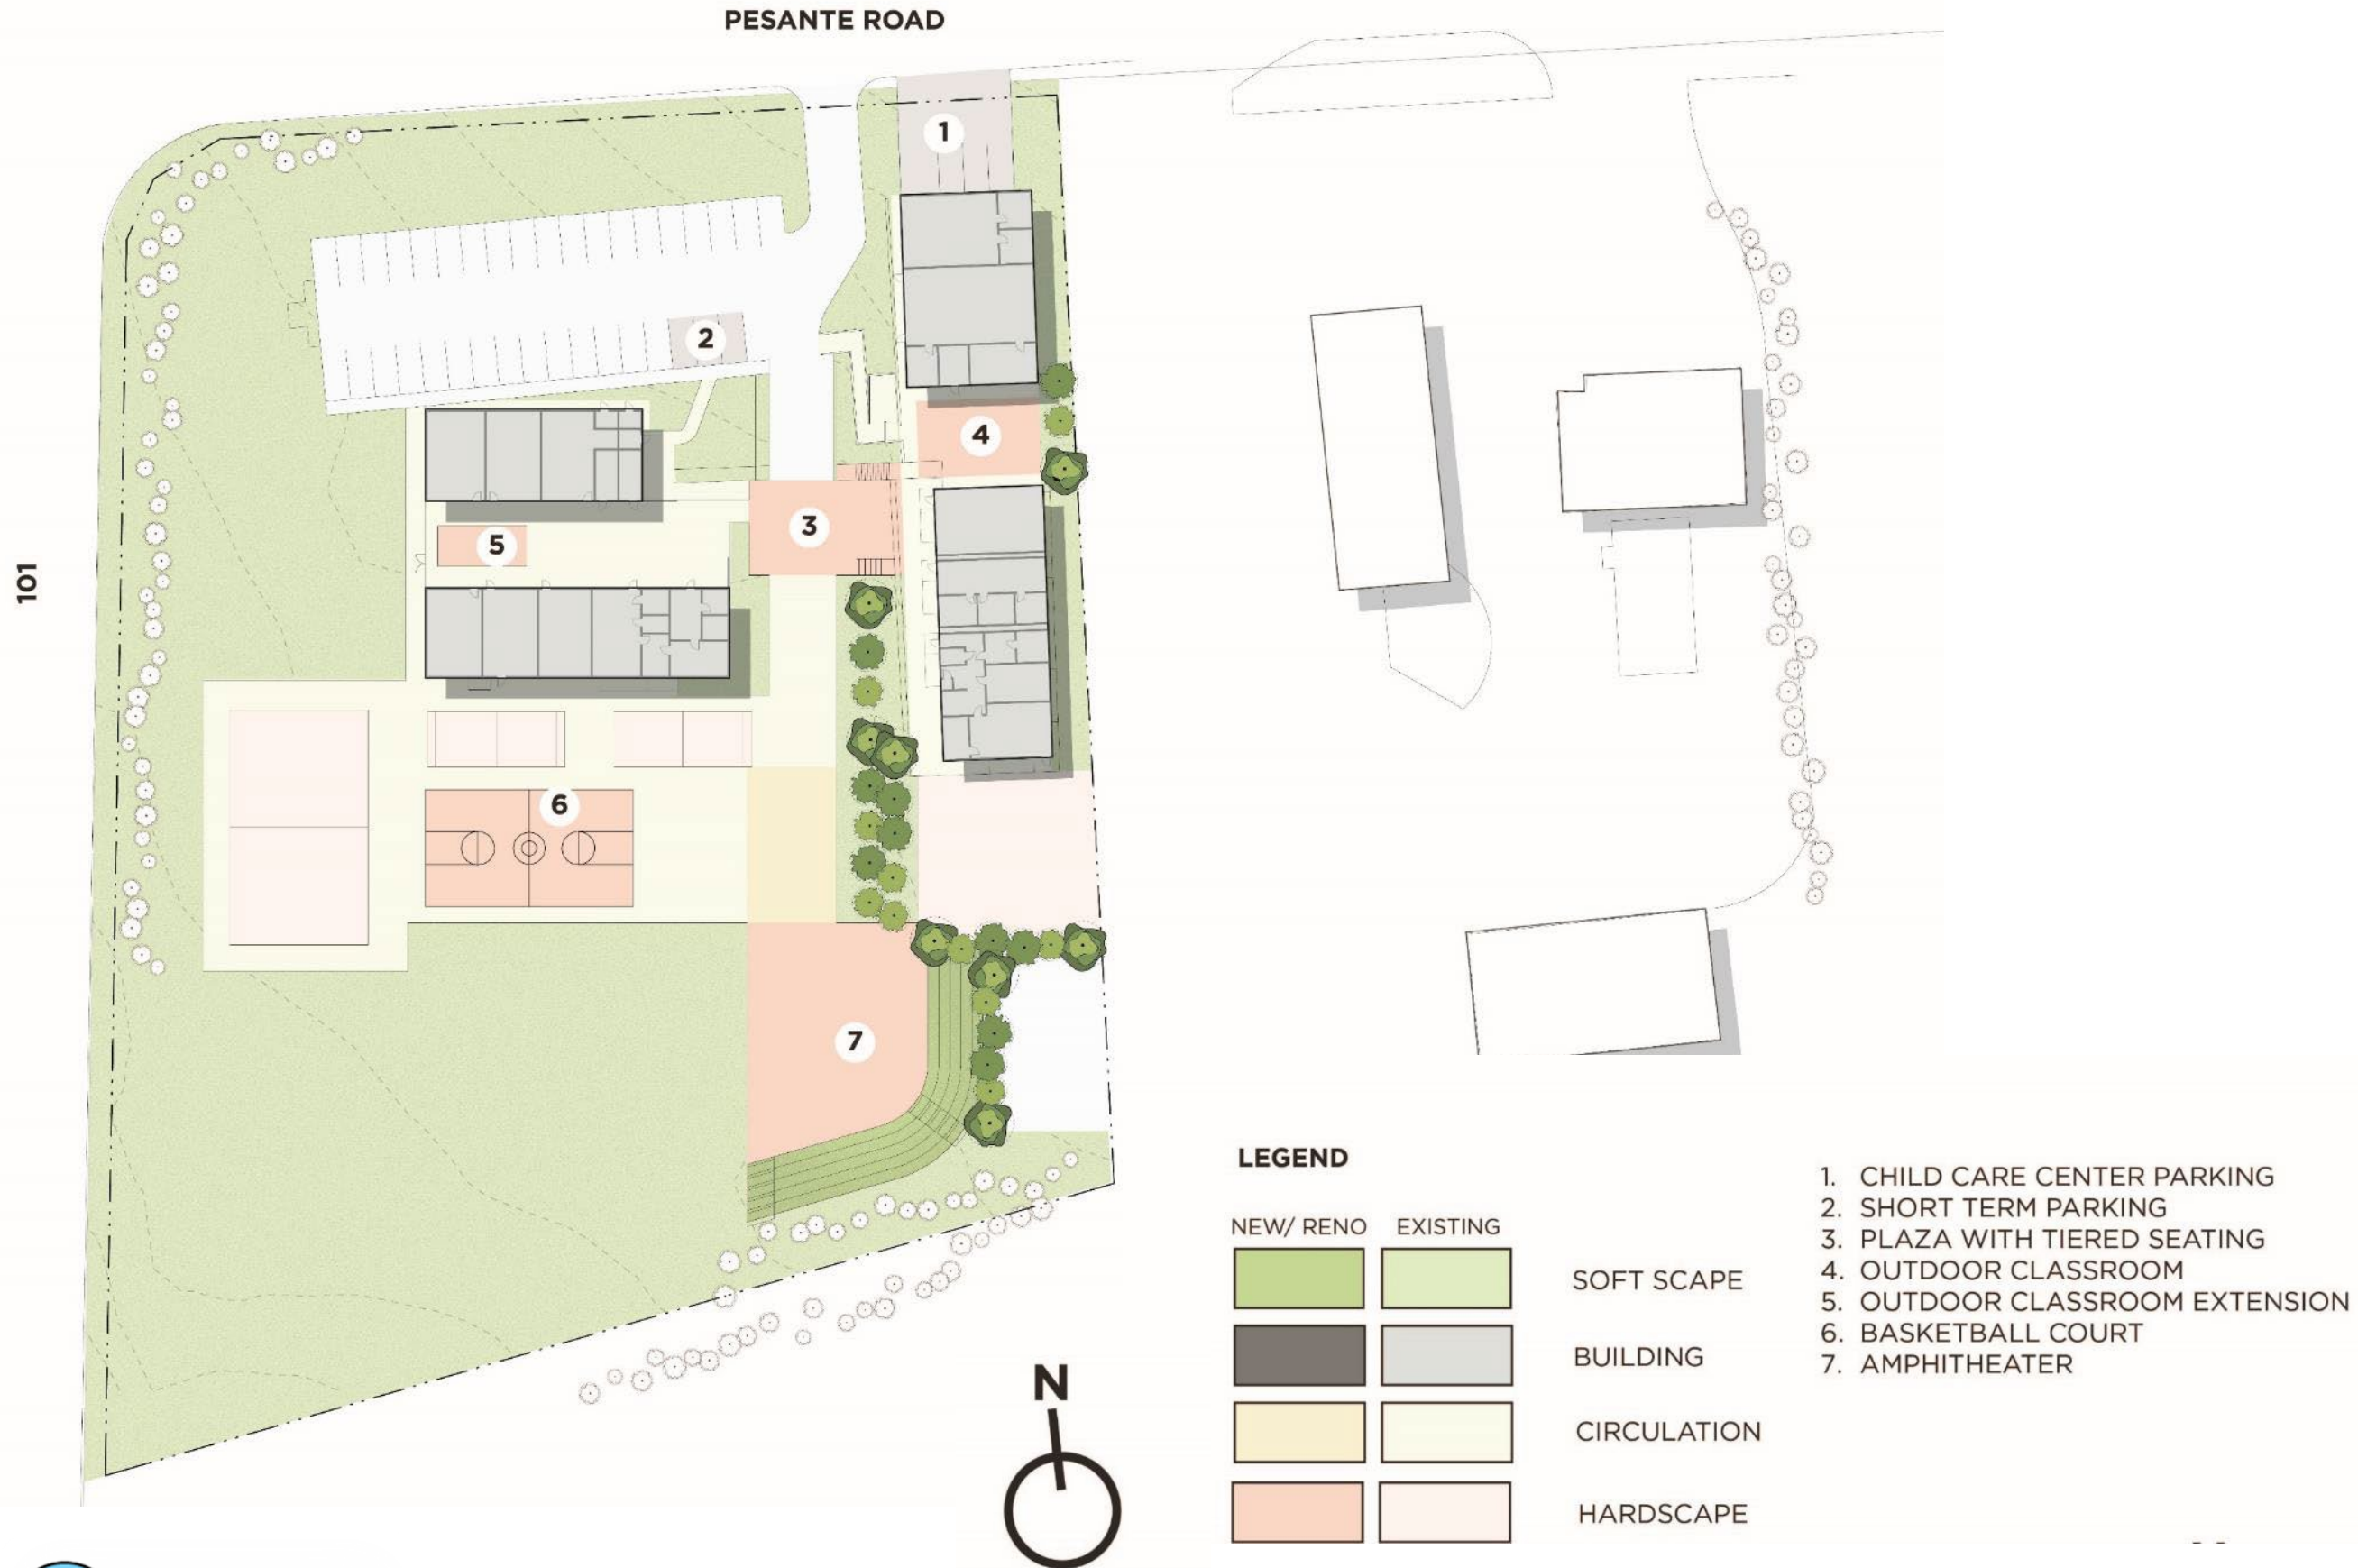 PESANTE ROAD
1
2
3
4
5
6
7
101
N
LEGEND
NEW/ RENO EXISTING
SOFT SCAPE
BUILDING
CIRCULATION
HARDSCAPE
1. CHILD CARE CENTER PARKING
2. SHORT TERM PARKING
3. PLAZA WITH TIERED SEATING
4. OUTDOOR CLASSROOM
5. OUTDOOR CLASSROOM EXTENSION
6. BASKETBALL COURT
7. AMPHITHEATER